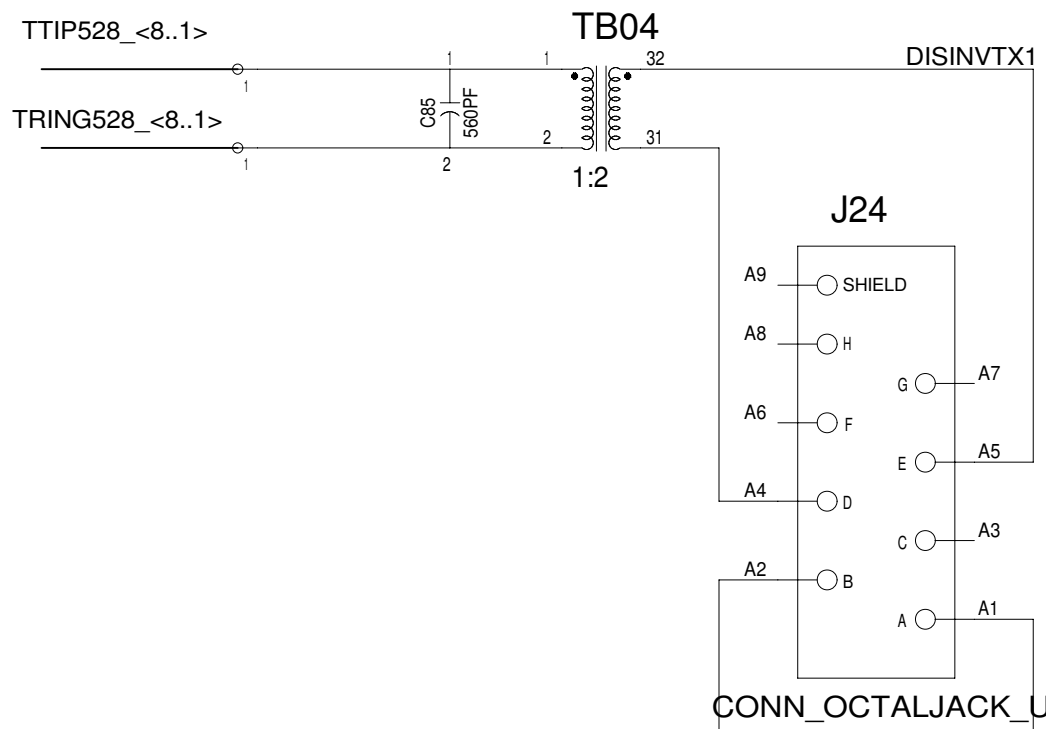 TB04
TTIP528_<8..1>
1 1 32 DISINVTX1
1
C85
560PF
TRING528_<8..1>
2 31
1 2
1:2
J24
A9 SHIELD
A8 H
G A7
A6 F
E A5
A4 D
C A3
A2 B
A A1
CONN_OCTALJACK_U